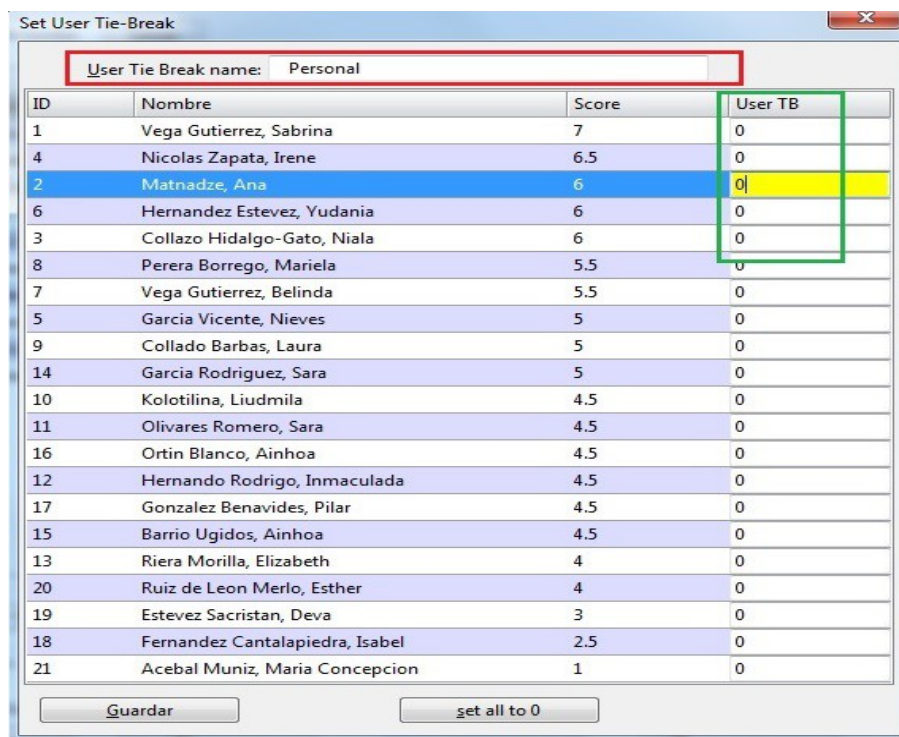 Set User Tie-Break
User Tie Break name: Personal
ID Nombre Score User TB
1 Vega Gutierrez, Sabrina 7 0
4 Nicolas Zapata, Irene 6.5 0
2 Matnadze, Ana 6 0
6 Hernandez Estevez, Yudania 6 0
3 Collazo Hidalgo-Gato, Niala 6 0
8 Perera Borrego, Mariela 5.5 0
7 Vega Gutierrez, Belinda 5.5 0
5 Garcia Vicente, Nieves 5 0
9 Collado Barbas, Laura 5 0
14 Garcia Rodriguez, Sara 5 0
10 Kolotilina, Liudmila 4.5 0
11 Olivares Romero, Sara 4.5 0
16 Ortin Blanco, Ainhoa 4.5 0
12 Hernando Rodrigo, Inmaculada 4.5 0
17 Gonzalez Benavides, Pilar 4.5 0
15 Barrio Ugidos, Ainhoa 4.5 0
13 Riera Morilla, Elizabeth 4 0
20 Ruiz de Leon Merlo, Esther 4 0
19 Estevez Sacristan, Deva 3 0
18 Fernandez Cantalapiedra, Isabel 2.5 0
21 Acebal Muniz, Maria Concepcion 1 0
Guardar set all to 0